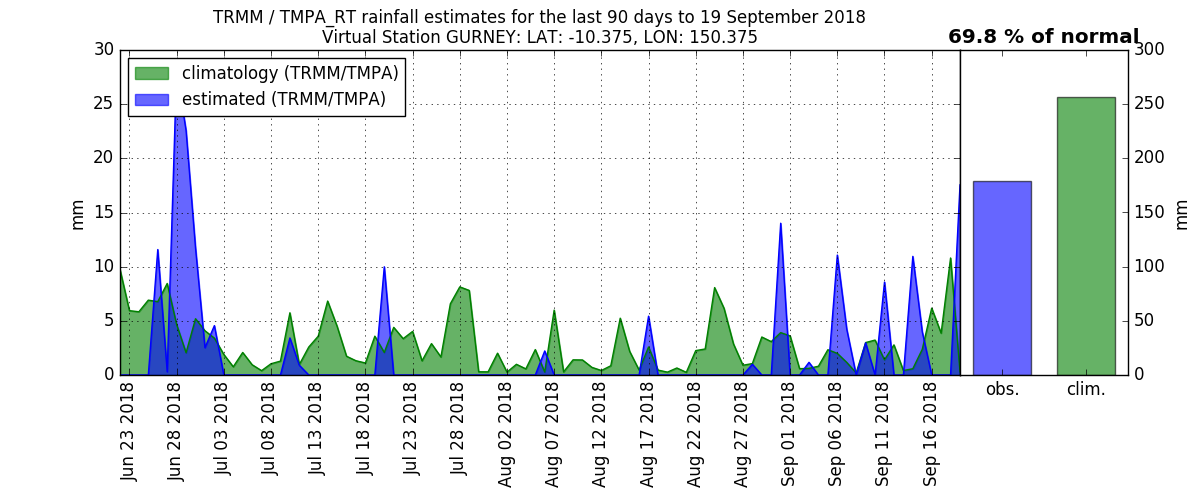 TRMM / TMPA_RT rainfall estimates for the last 90 days to 19 September 2018
Virtual Station GURNEY: LAT: -10.375, LON: 150.375
69.8 % of normal
climatology (TRMM/TMPA)
estimated (TRMM/TMPA)
30
25
20
15
10
5
0
mm
300
250
200
150
100
50
0
mm
Jun 23 2018
Jun 28 2018
Jul 03 2018
Jul 08 2018
Jul 13 2018
Jul 18 2018
Jul 23 2018
Jul 28 2018
Aug 02 2018
Aug 07 2018
Aug 12 2018
Aug 17 2018
Aug 22 2018
Aug 27 2018
Sep 01 2018
Sep 06 2018
Sep 11 2018
Sep 16 2018
obs.
clim.